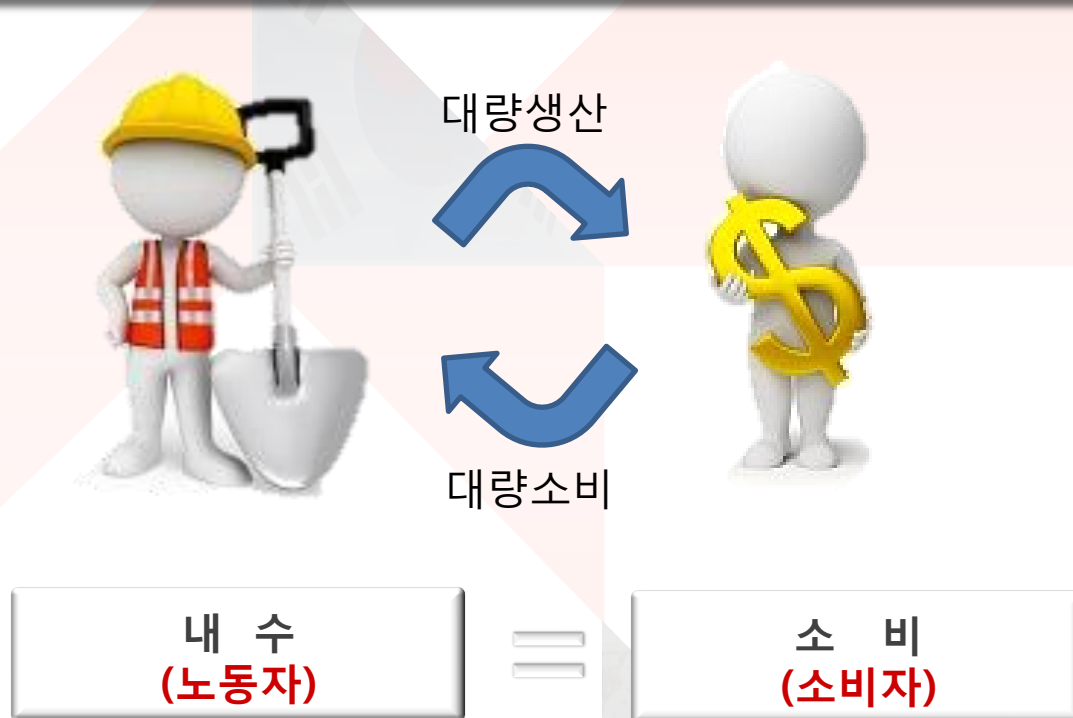 대량생산
대량소비
내 수
(노동자)
=
소 비
(소비자)